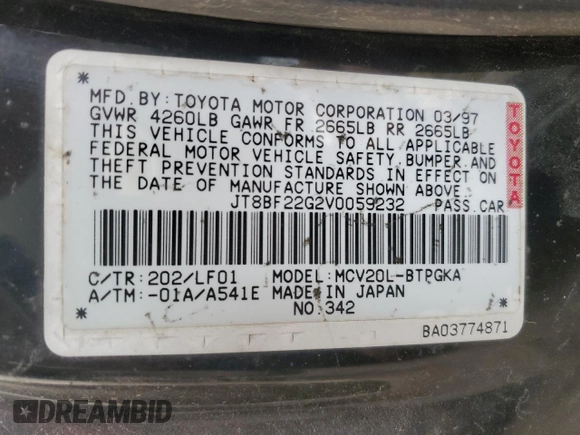 MFD. BY: TOYOTA MOTOR CORPORATION 03/97
GVWR 4260LB GAWR FR 2665LB RR 2665LB
THIS VEHICLE CONFORMS TO ALL APPLICABLE
FEDERAL MOTOR VEHICLE SAFETY, BUMPER AND
THEFT PREVENTION STANDARDS IN EFFECT ON
THE DATE OF MANUFACTURE SHOWN ABOVE.
JT8BF22G2V0059232 PASS. CAR
TOYOTA
C/TR: 202/LF01 MODEL: MCV20L-BTPGKA
A/TM: -01A/A541E MADE IN JAPAN
NO: 342
BA03774871
DREAMBID